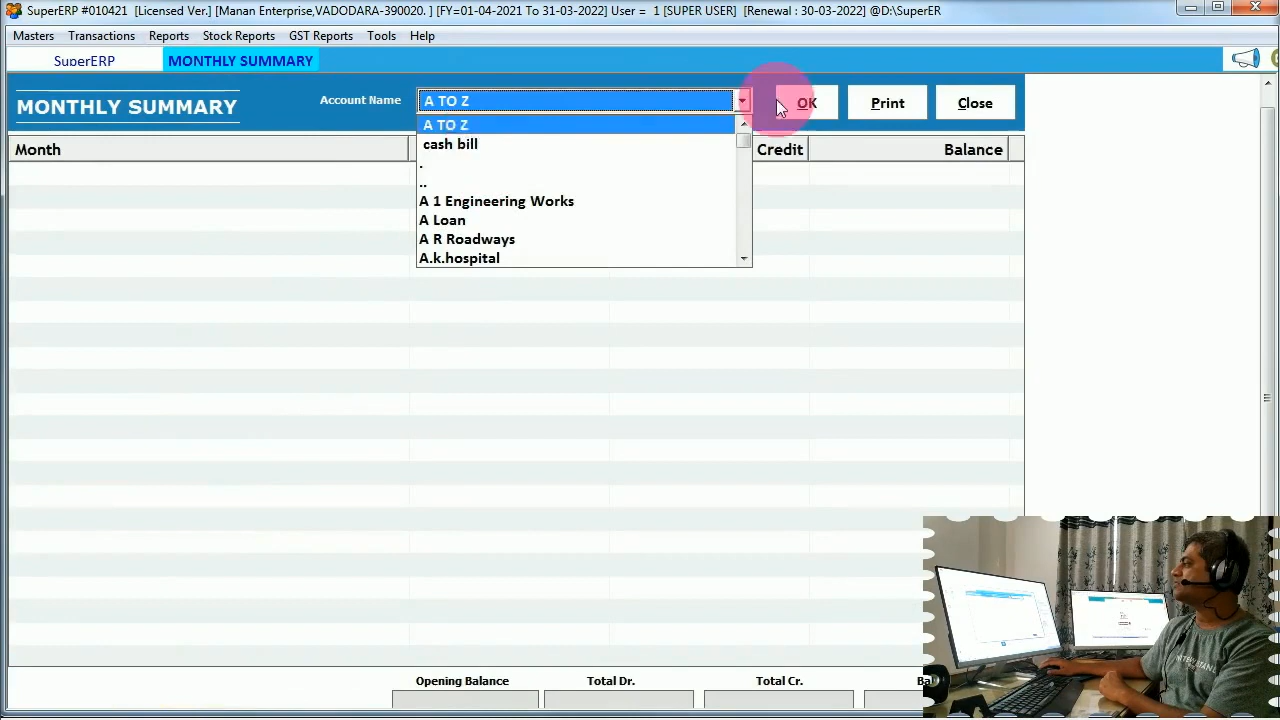 SuperERP #010421 [Licensed Ver.] [Manan Enterprise,VADODARA-390020. ] [FY=01-04-2021 To 31-03-2022] User = 1 [SUPER USER] [Renewal : 30-03-2022] @D:\SuperER
Masters Transactions Reports Stock Reports GST Reports Tools Help
SuperERP MONTHLY SUMMARY
MONTHLY SUMMARY Account Name A TO Z OK Print Close
A TO Z
cash bill
.
..
A 1 Engineering Works
A Loan
A R Roadways
A.k.hospital
Month Credit Balance
Opening Balance Total Dr. Total Cr.